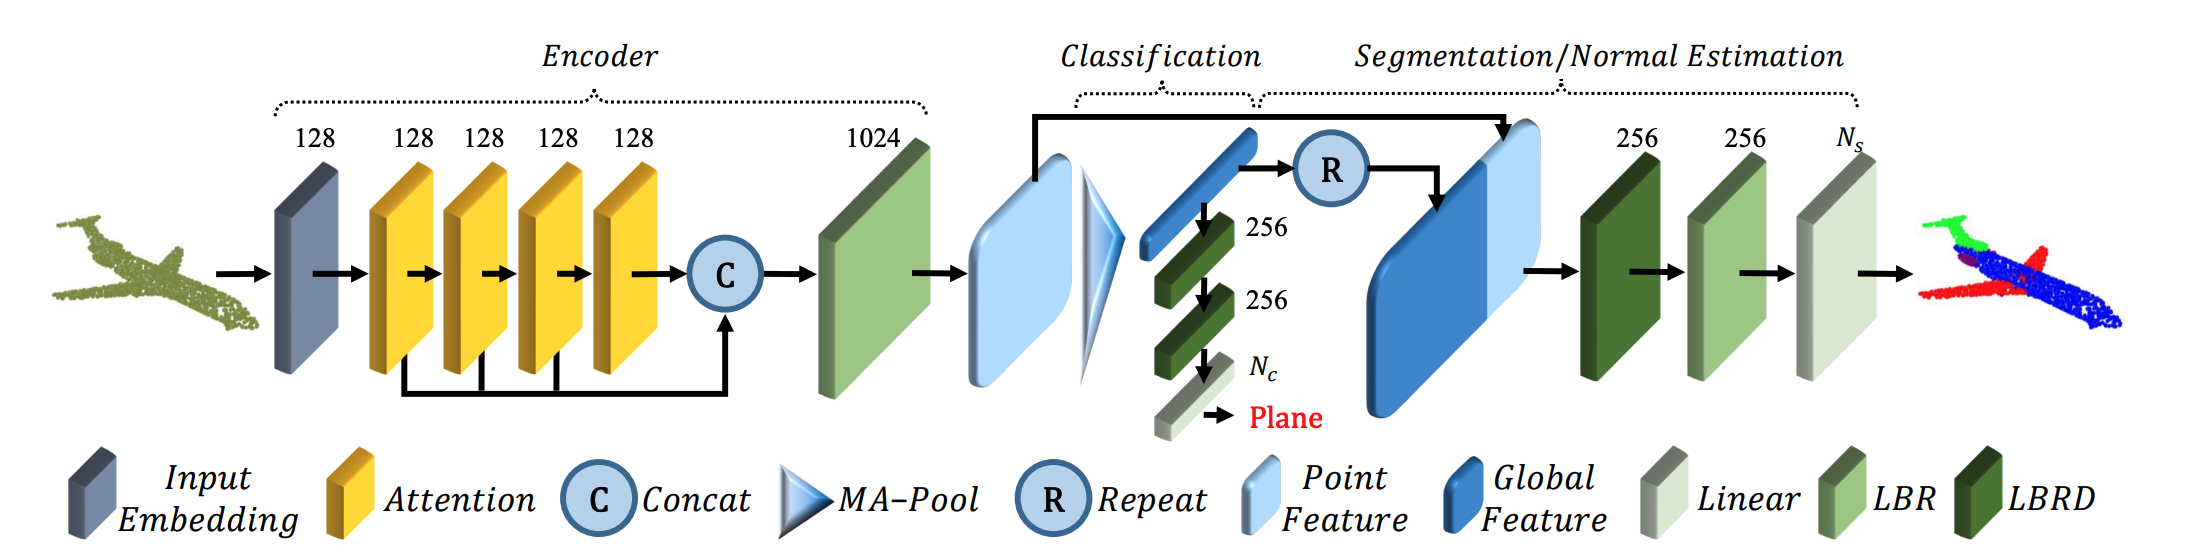 Encoder
Classification
Segmentation/Normal Estimation
128
128
128
128
128
1024
256
256
N_s
C
R
256
256
N_c
Plane
Input
Embedding
Attention
C
Concat
MA–Pool
R
Repeat
Point
Feature
Global
Feature
Linear
LBR
LBRD